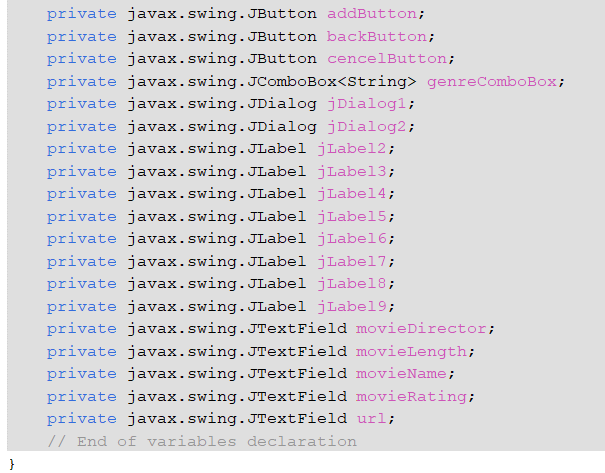 private javax.swing.JButton addButton;
private javax.swing.JButton backButton;
private javax.swing.JButton cencelButton;
private javax.swing.JComboBox<String> genreComboBox;
private javax.swing.JDialog jDialog1;
private javax.swing.JDialog jDialog2;
private javax.swing.JLabel jLabel2;
private javax.swing.JLabel jLabel3;
private javax.swing.JLabel jLabel4;
private javax.swing.JLabel jLabel5;
private javax.swing.JLabel jLabel6;
private javax.swing.JLabel jLabel7;
private javax.swing.JLabel jLabel8;
private javax.swing.JLabel jLabel9;
private javax.swing.JTextField movieDirector;
private javax.swing.JTextField movieLength;
private javax.swing.JTextField movieName;
private javax.swing.JTextField movieRating;
private javax.swing.JTextField url;
// End of variables declaration
}